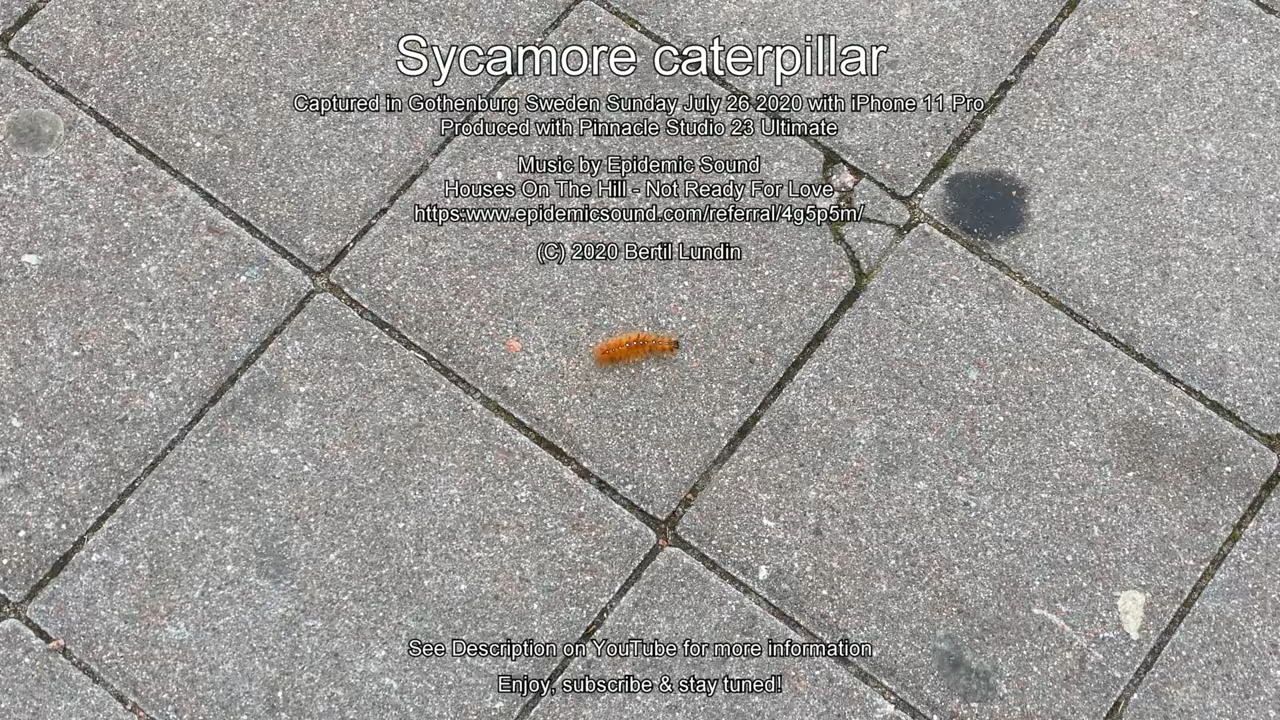 Sycamore caterpillar
Captured in Gothenburg Sweden Sunday July 26 2020 with iPhone 11 Pro
Produced with Pinnacle Studio 23 Ultimate
Music by Epidemic Sound
Houses On The Hill - Not Ready For Love
https:www.epidemicsound.com/referral/4g5p5m/
(C) 2020 Bertil Lundin
See Description on YouTube for more information
Enjoy, subscribe & stay tuned!